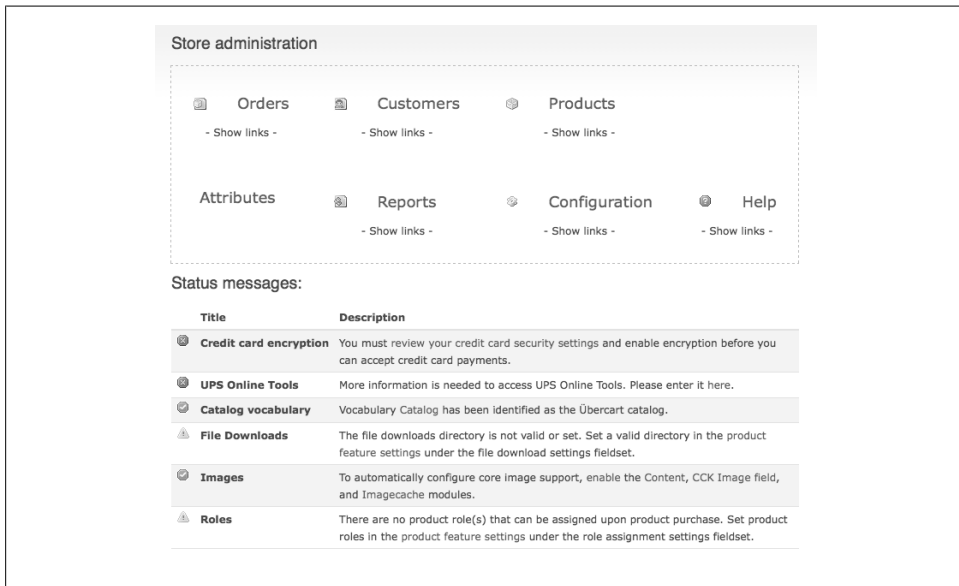 Store administration
Orders Customers Products
- Show links - - Show links - - Show links -
Attributes Reports Configuration Help
- Show links - - Show links - - Show links -
Status messages:
Title Description
Credit card encryption You must review your credit card security settings and enable encryption before you
can accept credit card payments.
UPS Online Tools More information is needed to access UPS Online Tools. Please enter it here.
Catalog vocabulary Vocabulary Catalog has been identified as the Übercart catalog.
File Downloads The file downloads directory is not valid or set. Set a valid directory in the product
feature settings under the file download settings fieldset.
Images To automatically configure core image support, enable the Content, CCK Image field,
and Imagecache modules.
Roles There are no product role(s) that can be assigned upon product purchase. Set product
roles in the product feature settings under the role assignment settings fieldset.